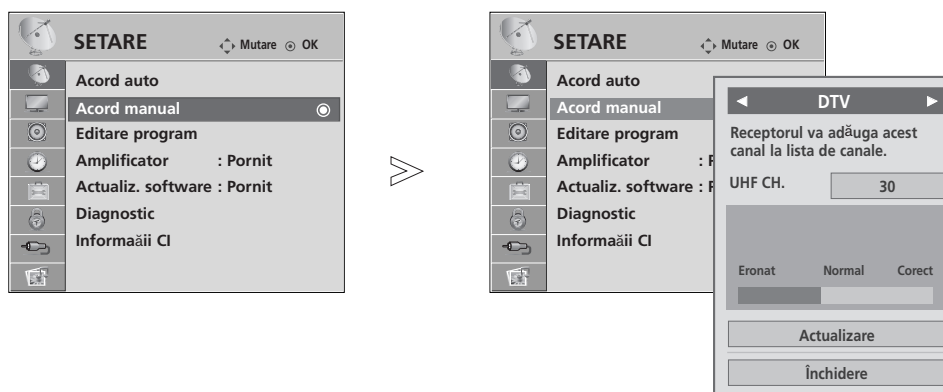 SETARE Mutare OK
Acord auto
Acord manual
Editare program
Amplificator : Pornit
Actualiz. software : Pornit
Diagnostic
Informaăii CI
SETARE Mutare OK
Acord auto
Acord manual
Editare program
Amplificator : P
Actualiz. software : P
Diagnostic
Informaăii CI
DTV
Receptorul va adăuga acest
canal la lista de canale.
UHF CH. 30
Eronat Normal Corect
Actualizare
Închidere